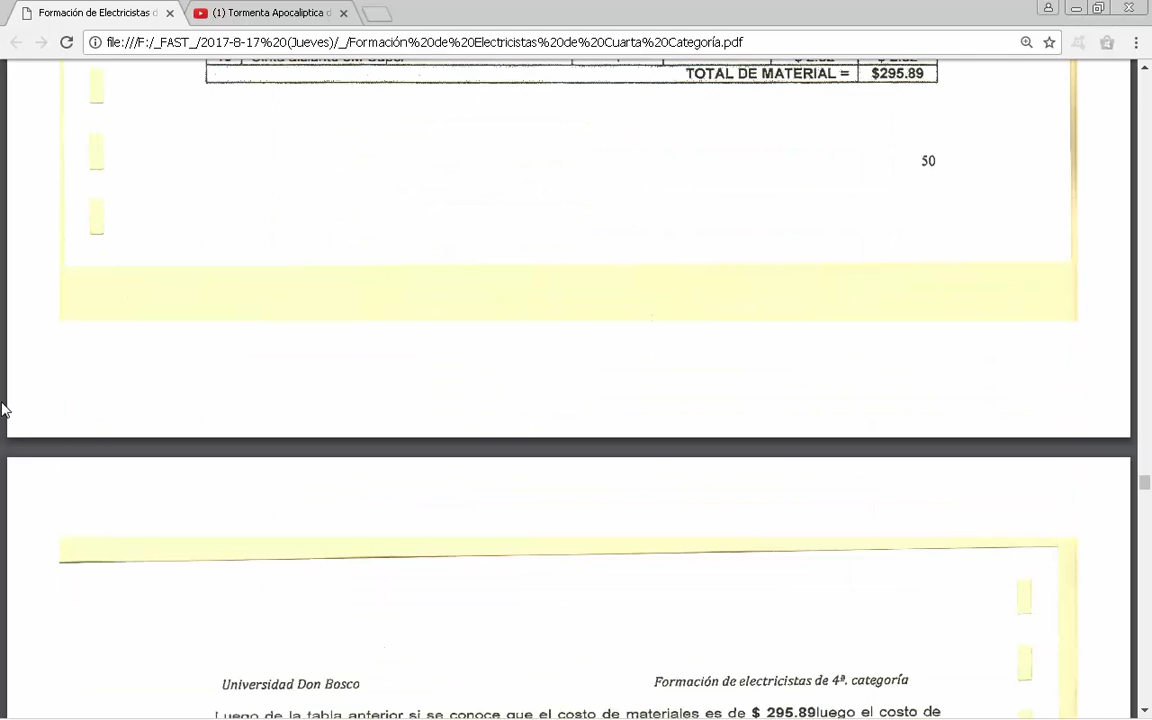 Formación de Electricistas d
(1) Tormenta Apocaliptica d
file:///F:/_FAST_/2017-8-17%20(Jueves)/_/Formación%20de%20Electricistas%20de%20Cuarta%20Categoría.pdf
TOTAL DE MATERIAL = $295.89
50
Universidad Don Bosco Formación de electricistas de 4ª. categoría
Luego de la tabla anterior si se conoce que el costo de materiales es de $ 295.89luego el costo de